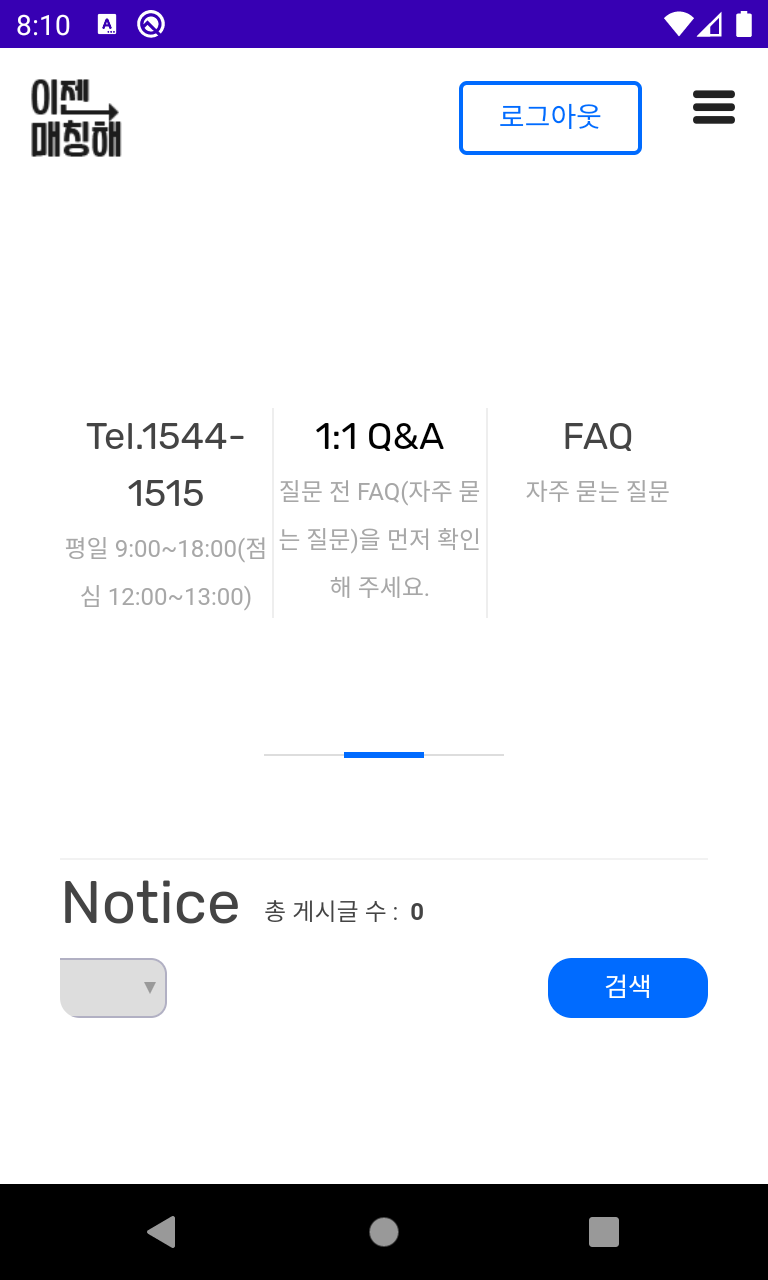 8:10
이젠
매칭해
로그아웃
Tel.1544-
1515
평일 9:00~18:00(점
심 12:00~13:00)
1:1 Q&A
질문 전 FAQ(자주 묻
는 질문)을 먼저 확인
해 주세요.
FAQ
자주 묻는 질문
Notice 총 게시글 수 : 0
검색